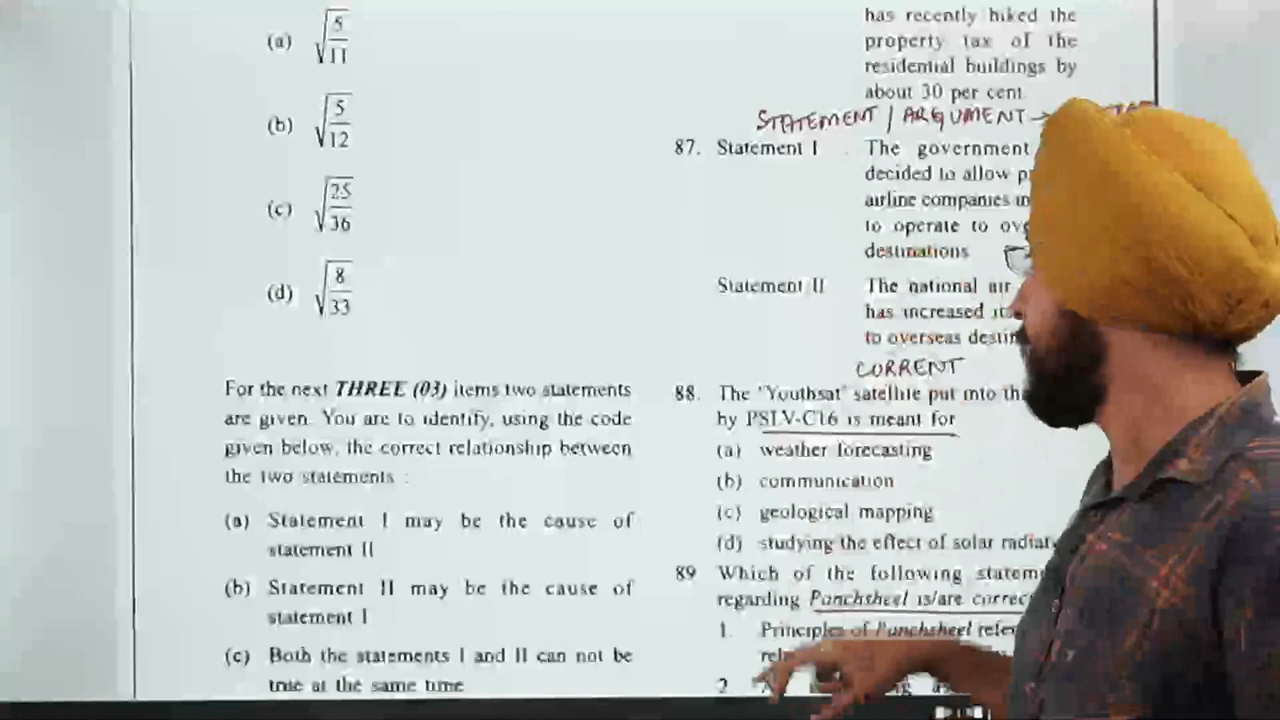 (a) √5/11
(b) √5/12
(c) √25/36
(d) √8/33
For the next THREE (03) items two statements
are given. You are to identify, using the code
given below, the correct relationship between
the two statements :
(a) Statement I may be the cause of
statement II
(b) Statement II may be the cause of
statement I
(c) Both the statements I and II can not be
true at the same time
has recently hiked the
property tax of the
residential buildings by
about 30 per cent
STATEMENT / ARGUMENT →
87. Statement I The government
decided to allow
airline companies
to operate to
destinations
Statement II The national air
has increased
to overseas
CURRENT
88. The "Youthsat" satellite put into
by PSLV-C16 is meant for
(a) weather forecasting
(b) communication
(c) geological mapping
(d) studying the effect of solar
89 Which of the following
regarding Panchsheel is/are
1. Principles of Panchsheel
2